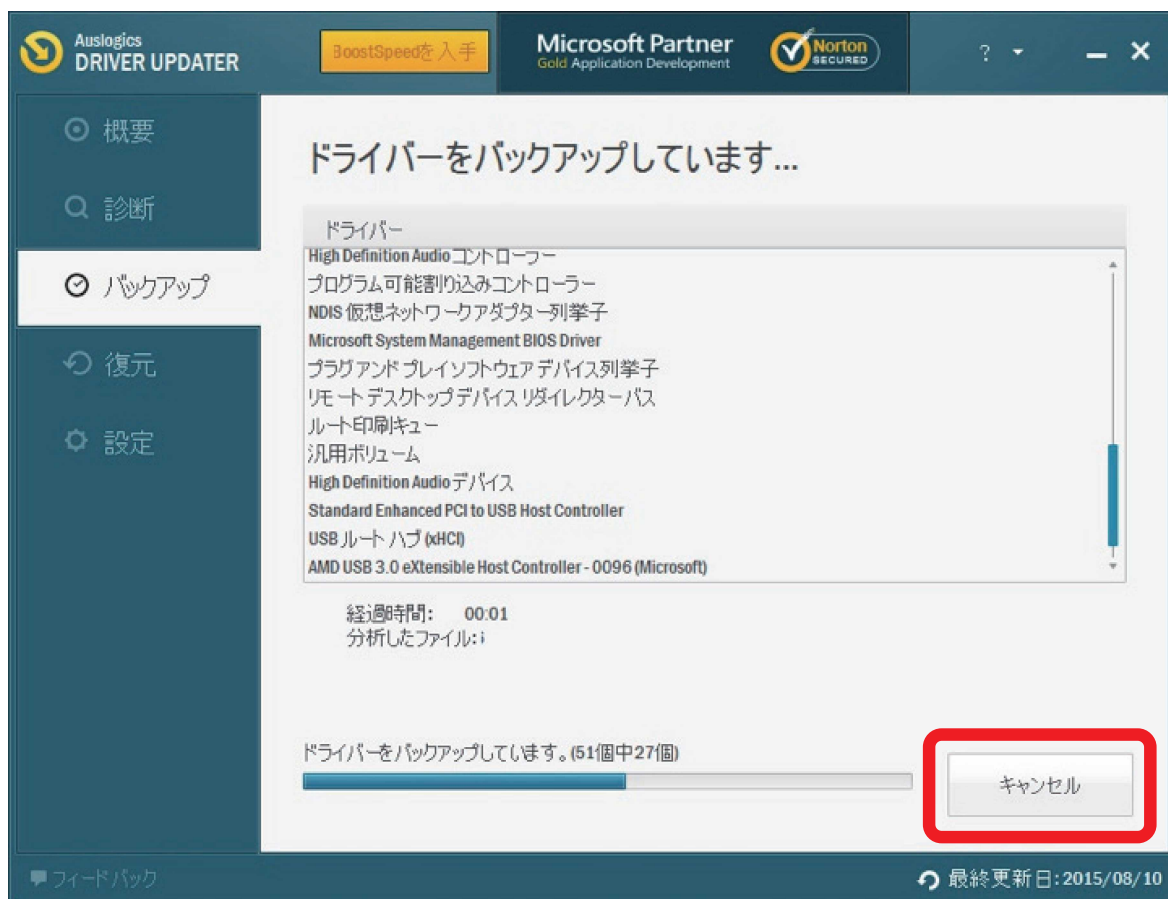 Auslogics
DRIVER UPDATER
BoostSpeedを入手
Microsoft Partner
Gold Application Development
Norton
SECURED
?
概要
診断
バックアップ
復元
設定
ドライバーをバックアップしています...
ドライバー
High Definition Audio コントローラー
プログラム可能割り込みコントローラー
NDIS 仮想ネットワークアダプター列挙子
Microsoft System Management BIOS Driver
プラグ アンド プレイ ソフトウェア デバイス列挙子
リモート デスクトップ デバイス リダイレクター バス
ルート印刷キュー
汎用ボリューム
High Definition Audio デバイス
Standard Enhanced PCI to USB Host Controller
USB ルート ハブ (xHCI)
AMD USB 3.0 eXtensible Host Controller - 0096 (Microsoft)
経過時間: 00:01
分析したファイル:
ドライバーをバックアップしています。(51個中27個)
キャンセル
フィードバック
最終更新日:2015/08/10